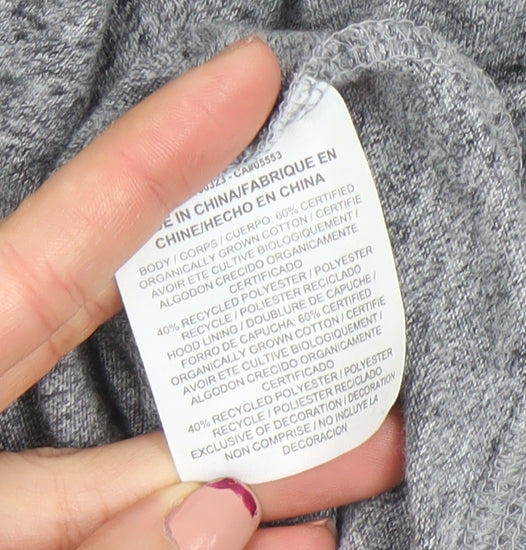 - CA#05553
IN CHINA/FABRIQUE EN
CHINE/HECHO EN CHINA
BODY / CORPS / CUERPO. 60% CERTIFIED
ORGANICALLY GROWN COTTON / CERTIFIE
AVOIR ETE CULTIVE BIOLOGIQUEMENT /
ALGODON CRECIDO ORGANICAMENTE
CERTIFICADO
40% RECYCLED POLYESTER / POLYESTER
RECYCLE / POLIESTER RECICLADO
HOOD LINING / DOUBLURE DE CAPUCHE /
FORRO DE CAPUCHA. 60% CERTIFIED
ORGANICALLY GROWN COTTON / CERTIFIE
AVOIR ETE CULTIVE BIOLOGIQUEMENT /
ALGODON CRECIDO ORGANICAMENTE
CERTIFICADO
40% RECYCLED POLYESTER / POLYESTER
RECYCLE / POLIESTER RECICLADO
EXCLUSIVE OF DECORATION / DECORATION
NON COMPRISE / NO INCLUYE LA
DECORACION